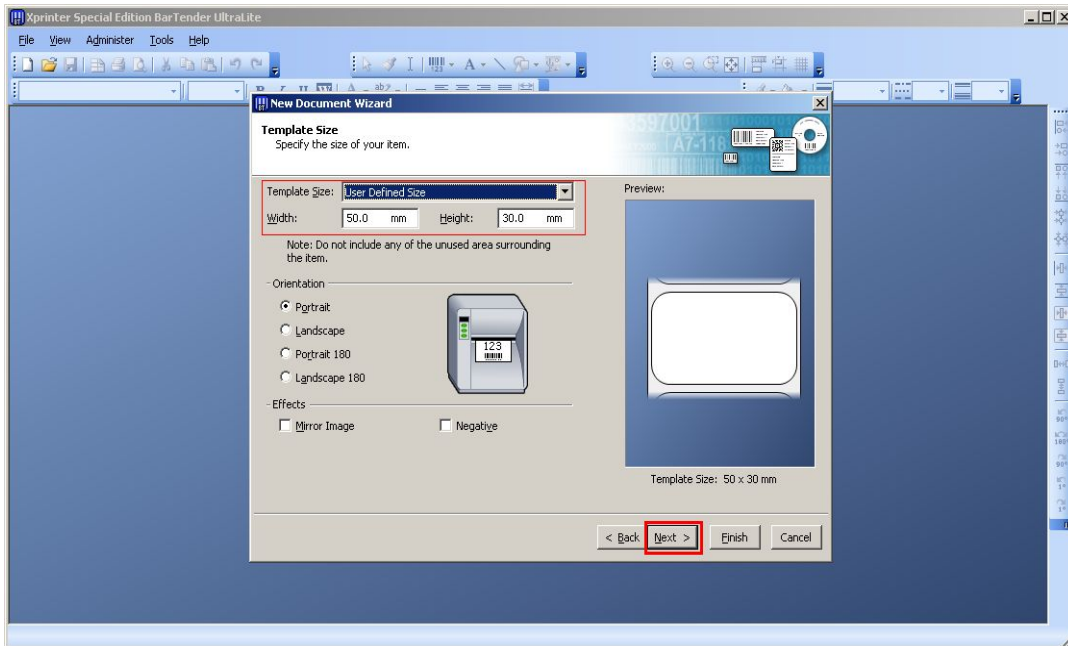 Xprinter Special Edition BarTender UltraLite
File View Administer Tools Help
New Document Wizard
Template Size
Specify the size of your item.
3597001
A7-118
Template Size: User Defined Size
Width: 50.0 mm Height: 30.0 mm
Note: Do not include any of the unused area surrounding
the item.
Orientation
Portrait
Landscape
Portrait 180
Landscape 180
123
Effects
Mirror Image Negative
Preview:
Template Size: 50 x 30 mm
< Back Next > Finish Cancel